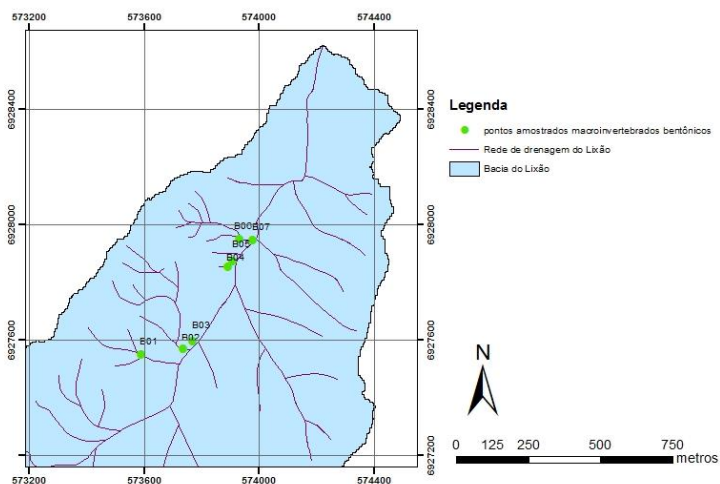 573200 573600 574000 574400
6928400 6928400
6928000 6928000
6927600 6927600
6927200 6927200
B00 B07
B05
B04
B03
B02
B01
573200 573600 574000 574400
Legenda
pontos amostrados macroinvertebrados bentônicos
Rede de drenagem do Lixão
Bacia do Lixão
N
0 125 250 500 750
metros